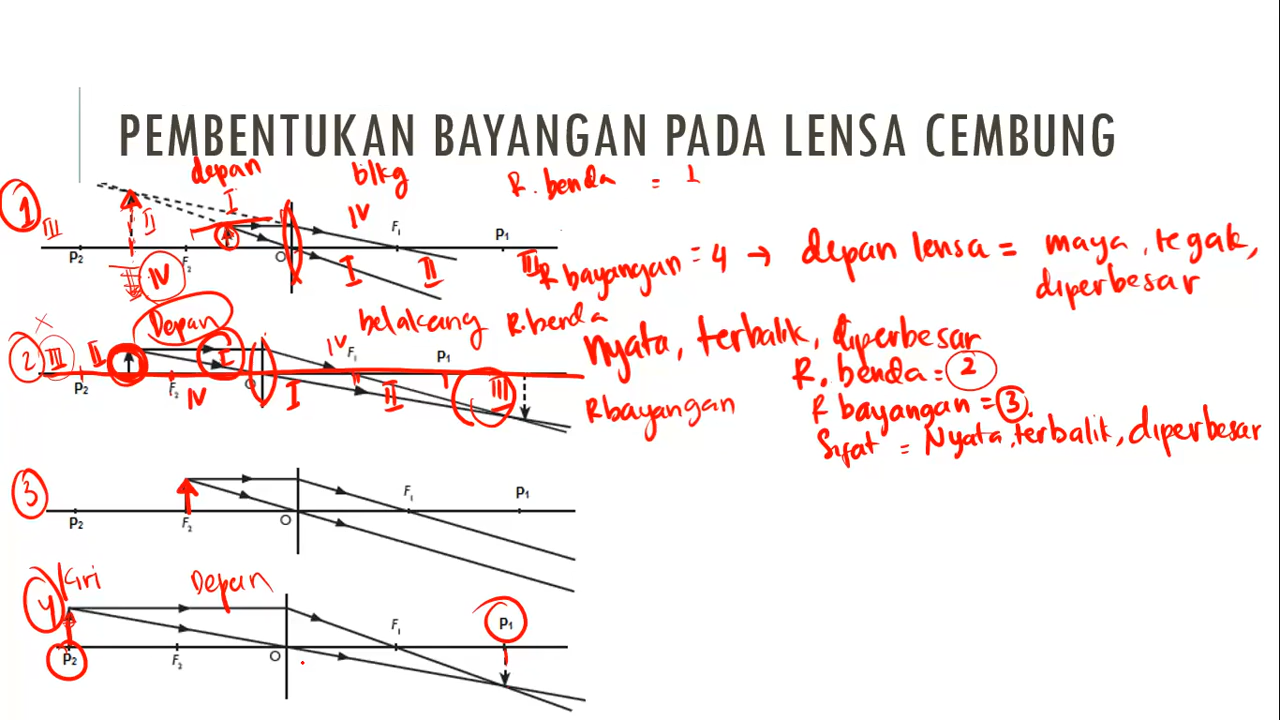 PEMBENTUKAN BAYANGAN PADA LENSA CEMBUNG
1
depan
blkg
R. benda = 1
III
II
I
IV
F₁
P₁
P₂
F₂
O
I
II
III
IV
R bayangan = 4 → depan lensa = maya, tegak,
diperbesar
2
X
III
II
Depan
I
belakang
R. benda
IV
F₁
P₁
Nyata, terbalik, diperbesar
P₂
F₂
O
IV
I
II
III
R. benda = 2
R bayangan
R bayangan = 3.
Sifat = Nyata, terbalik, diperbesar
3
F₁
P₁
P₂
F₂
O
4
Kiri
Depan
F₁
P₁
P₂
F₂
O